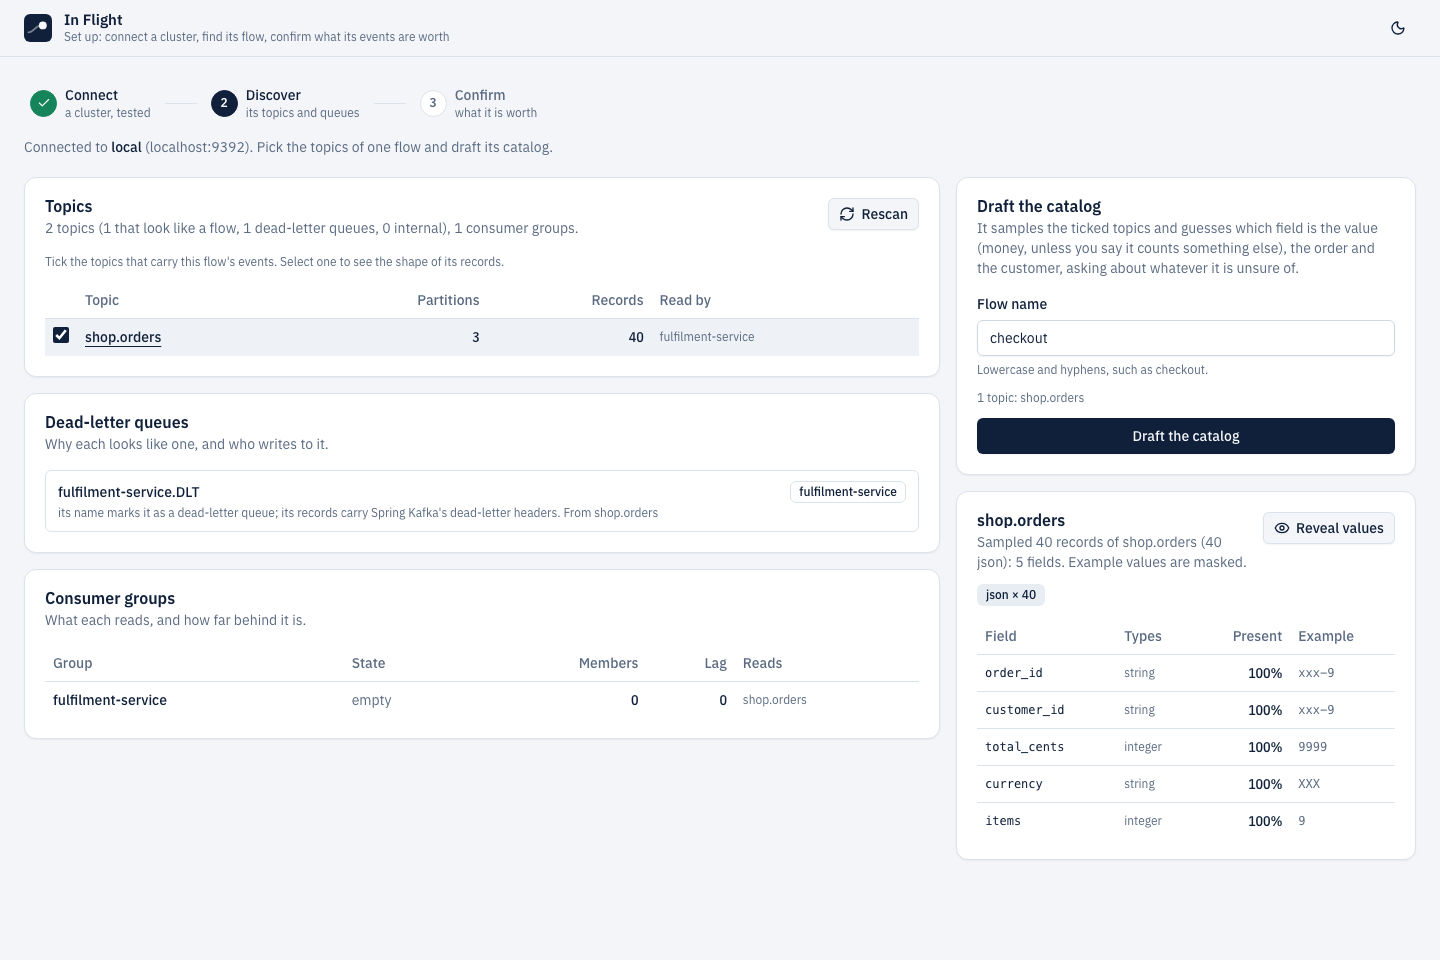 In Flight
Set up: connect a cluster, find its flow, confirm what its events are worth
Connect
a cluster, tested
2
Discover
its topics and queues
3
Confirm
what it is worth
Connected to local (localhost:9392). Pick the topics of one flow and draft its catalog.
Topics
2 topics (1 that look like a flow, 1 dead-letter queues, 0 internal), 1 consumer groups.
Rescan
Tick the topics that carry this flow's events. Select one to see the shape of its records.
Topic Partitions Records Read by
shop.orders 3 40 fulfilment-service
Dead-letter queues
Why each looks like one, and who writes to it.
fulfilment-service.DLT fulfilment-service
its name marks it as a dead-letter queue; its records carry Spring Kafka's dead-letter headers. From shop.orders
Consumer groups
What each reads, and how far behind it is.
Group State Members Lag Reads
fulfilment-service empty 0 0 shop.orders
Draft the catalog
It samples the ticked topics and guesses which field is the value
(money, unless you say it counts something else), the order and
the customer, asking about whatever it is unsure of.
Flow name
checkout
Lowercase and hyphens, such as checkout.
1 topic: shop.orders
Draft the catalog
shop.orders
Sampled 40 records of shop.orders (40
json): 5 fields. Example values are masked.
Reveal values
json × 40
Field Types Present Example
order_id string 100% xxx–9
customer_id string 100% xxx–9
total_cents integer 100% 9999
currency string 100% XXX
items integer 100% 9